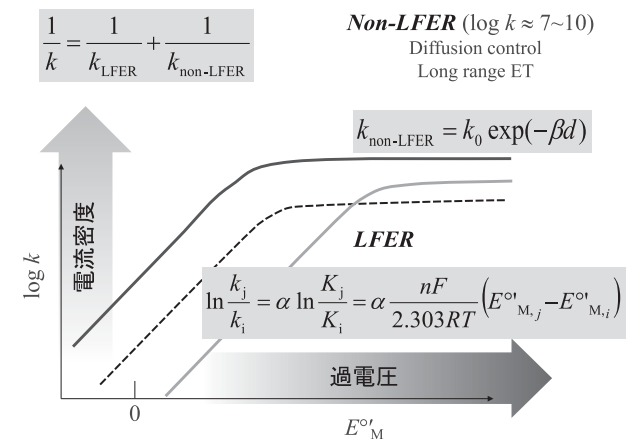 1/k = 1/k_LFER + 1/k_non-LFER
Non-LFER (log k ≈ 7~10)
Diffusion control
Long range ET
k_non-LFER = k_0 exp(−βd)
電流密度
log k
LFER
ln k_j/k_i = α ln K_j/K_i = α nF/2.303RT (E°'_M,j − E°'_M,i)
過電圧
0
E°'_M